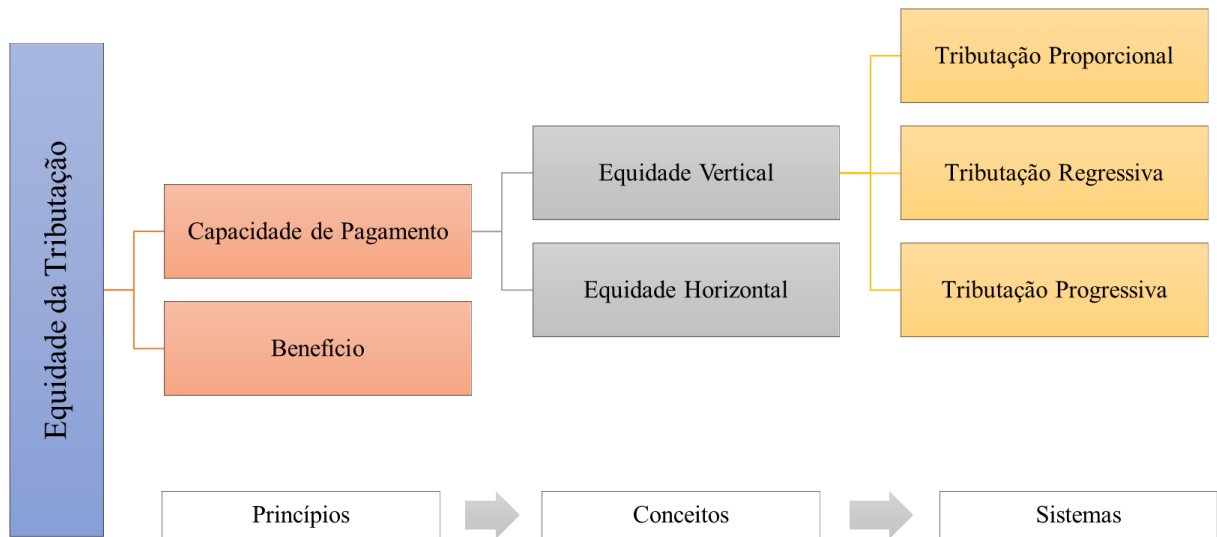 Equidade da Tributação
Capacidade de Pagamento
Benefício
Equidade Vertical
Equidade Horizontal
Tributação Proporcional
Tributação Regressiva
Tributação Progressiva
Princípios
Conceitos
Sistemas